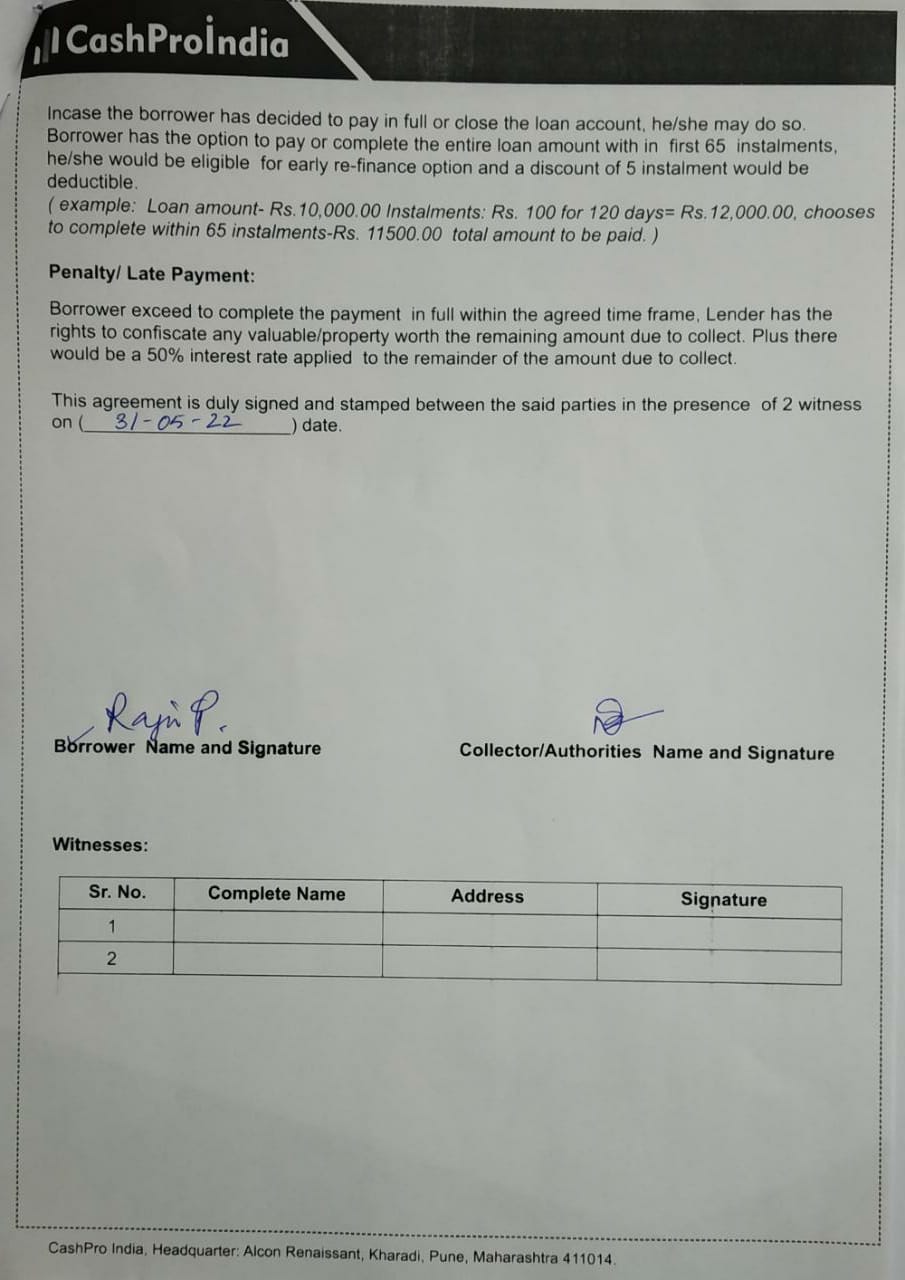 CashProIndia
Incase the borrower has decided to pay in full or close the loan account, he/she may do so.
Borrower has the option to pay or complete the entire loan amount with in first 65 instalments,
he/she would be eligible for early re-finance option and a discount of 5 instalment would be
deductible.
( example: Loan amount- Rs.10,000.00 Instalments: Rs. 100 for 120 days= Rs.12,000.00, chooses
to complete within 65 instalments-Rs. 11500.00 total amount to be paid. )
Penalty/ Late Payment:
Borrower exceed to complete the payment in full within the agreed time frame, Lender has the
rights to confiscate any valuable/property worth the remaining amount due to collect. Plus there
would be a 50% interest rate applied to the remainder of the amount due to collect.
This agreement is duly signed and stamped between the said parties in the presence of 2 witness
on ( 31-05-22 ) date.
Raju P.
Borrower Name and Signature Collector/Authorities Name and Signature
Witnesses:
Sr. No. Complete Name Address Signature
1
2
CashPro India, Headquarter: Alcon Renaissant, Kharadi, Pune, Maharashtra 411014.